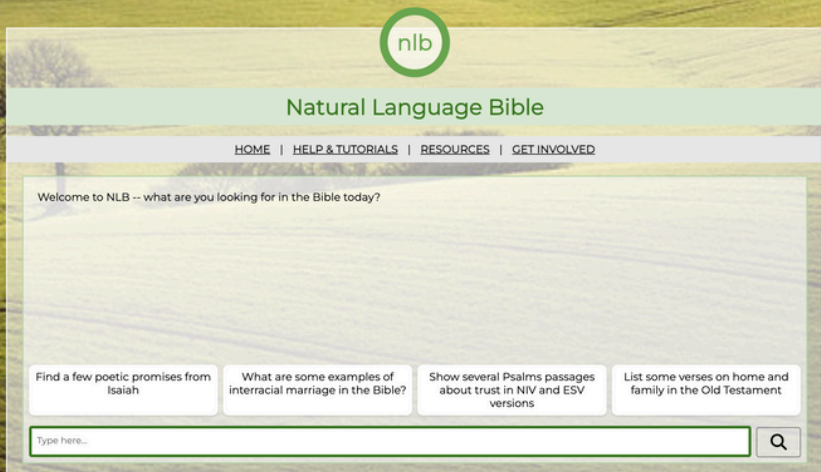 nlb
Natural Language Bible
HOME | HELP & TUTORIALS | RESOURCES | GET INVOLVED
Welcome to NLB -- what are you looking for in the Bible today?
Find a few poetic promises from
Isaiah
What are some examples of
interracial marriage in the Bible?
Show several Psalms passages
about trust in NIV and ESV
versions
List some verses on home and
family in the Old Testament
Type here...